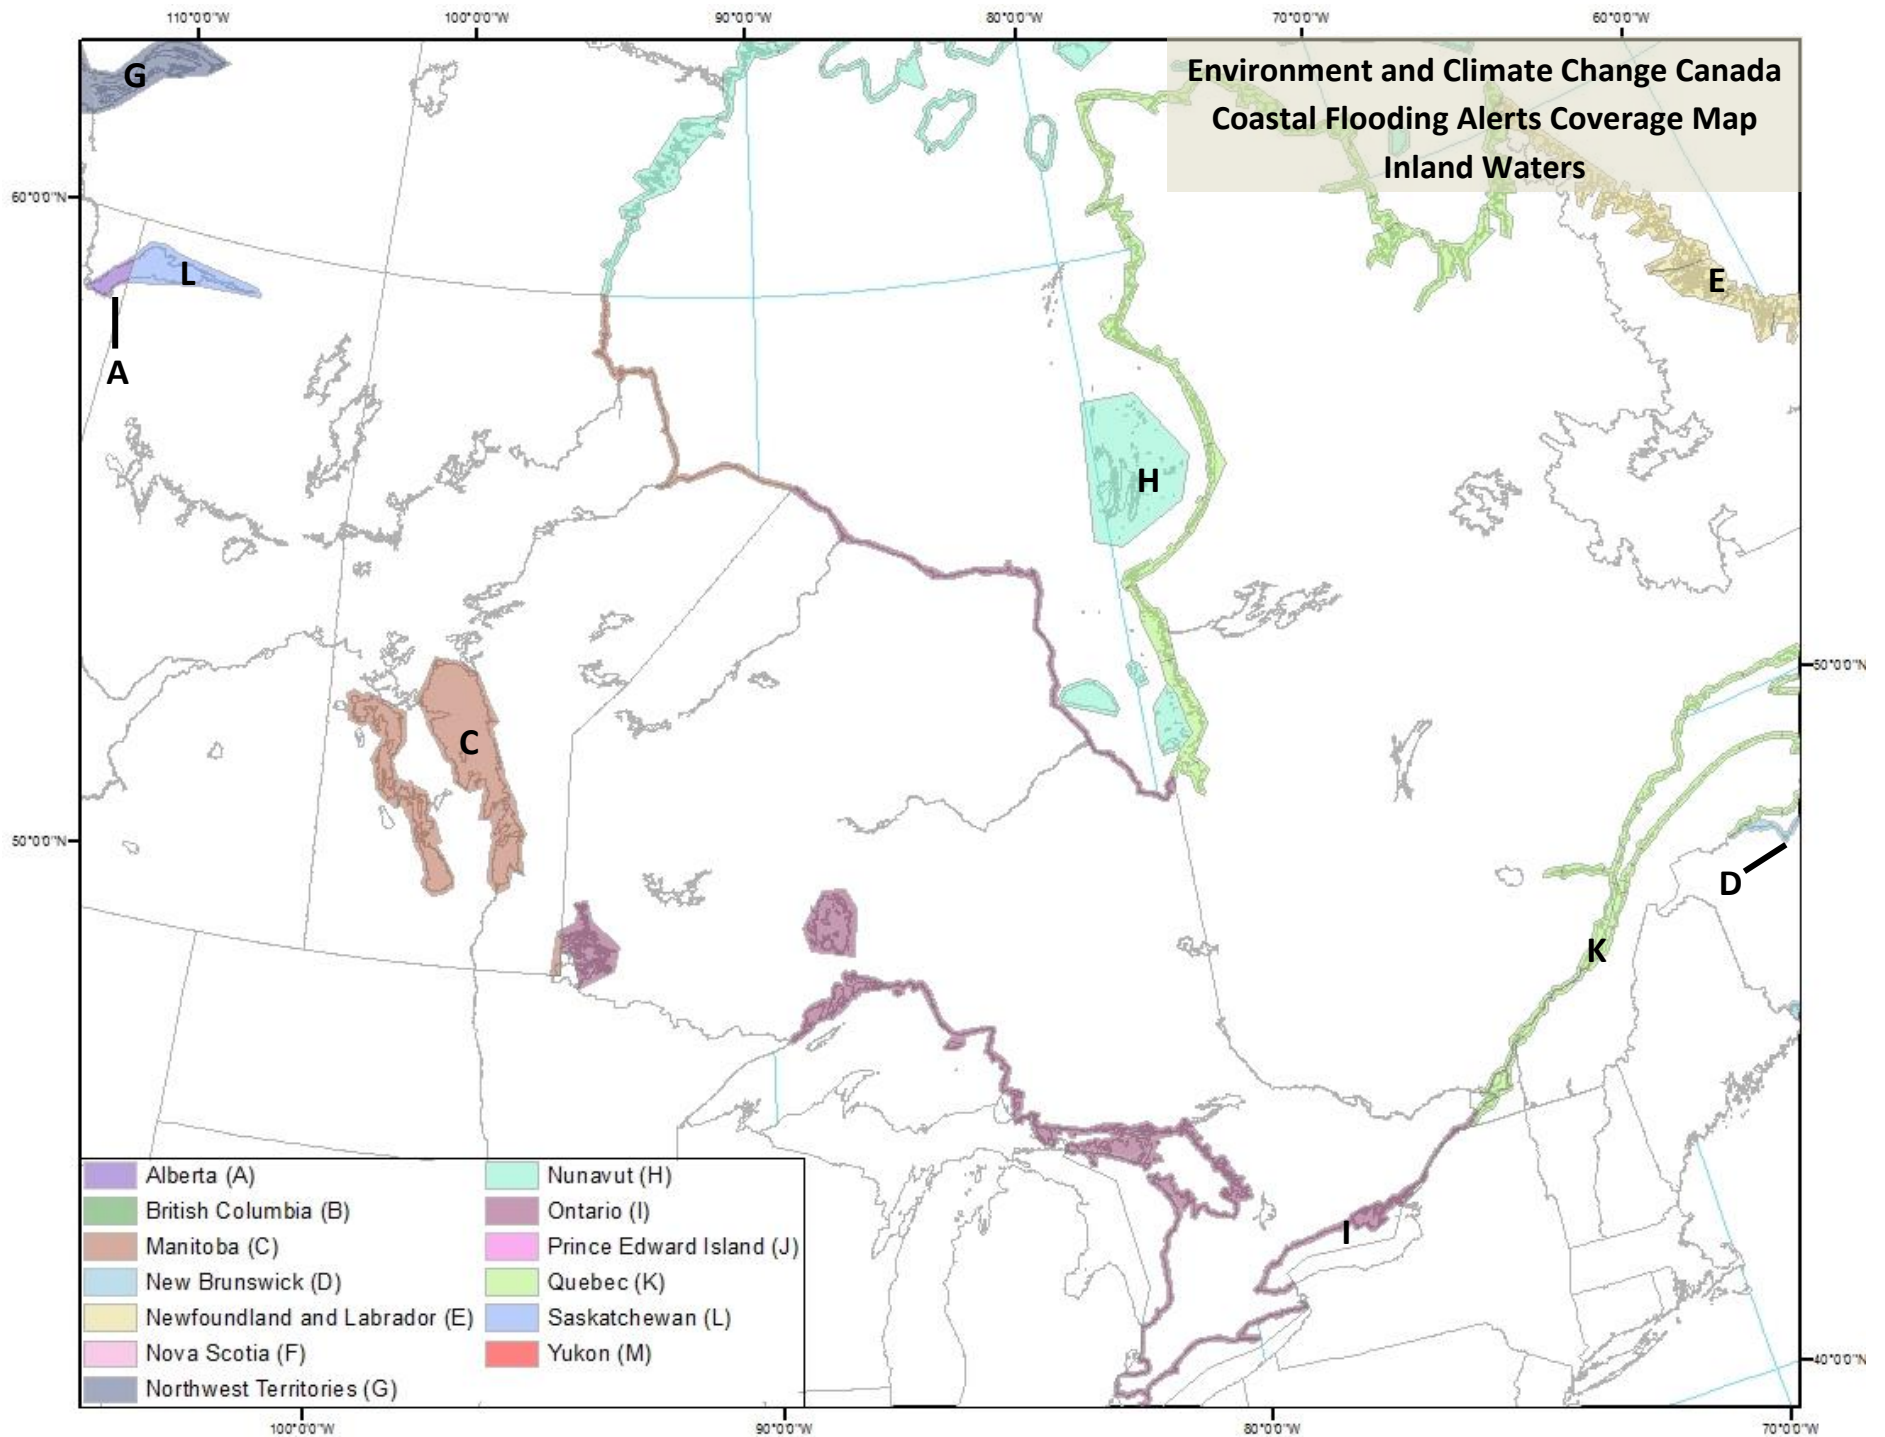 110°0'0"W 100°0'0"W 90°0'0"W 80°0'0"W 70°0'0"W 60°0'0"W
Environment and Climate Change Canada
Coastal Flooding Alerts Coverage Map
Inland Waters
G
60°0'0"N
L
E
A
H
50°0'0"N
C
50°0'0"N
D
K
I
Alberta (A)
British Columbia (B)
Manitoba (C)
New Brunswick (D)
Newfoundland and Labrador (E)
Nova Scotia (F)
Northwest Territories (G)
Nunavut (H)
Ontario (I)
Prince Edward Island (J)
Quebec (K)
Saskatchewan (L)
Yukon (M)
40°0'0"N
100°0'0"W 90°0'0"W 80°0'0"W 70°0'0"W